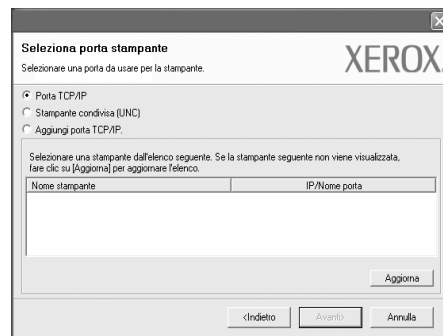 Seleziona porta stampante
Selezionare una porta da usare per la stampante.
XEROX.
Porta TCP/IP
Stampante condivisa (UNC)
Aggiungi porta TCP/IP.
Selezionare una stampante dall'elenco seguente. Se la stampante seguente non viene visualizzata,
fare clic su [Aggiorna] per aggiornare l'elenco.
Nome stampante IP/Nome porta
Aggiorna
<Indietro Avanti> Annulla